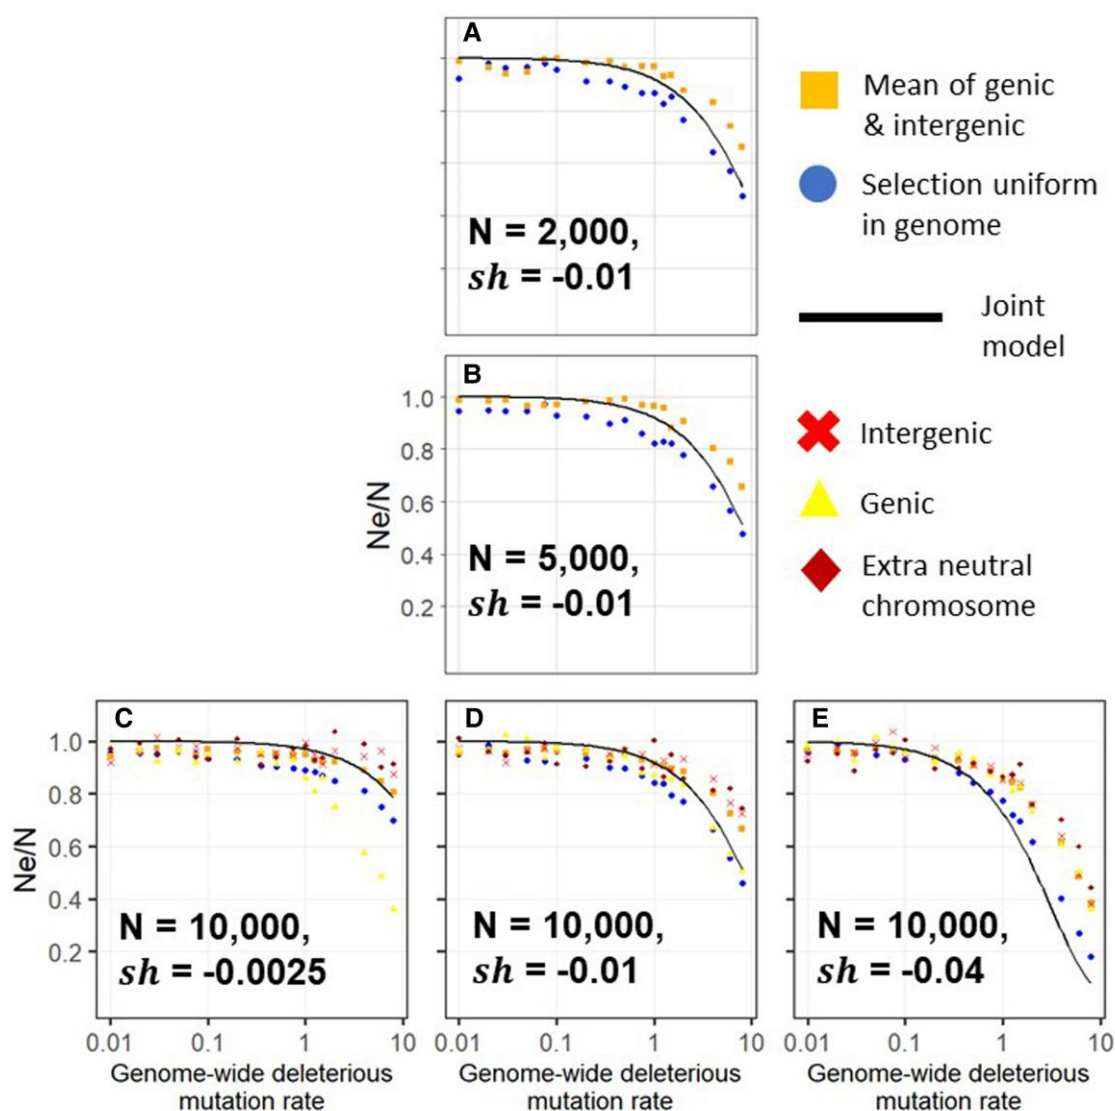 A
N = 2,000,
sh = -0.01
Mean of genic
& intergenic
Selection uniform
in genome
Joint
model
Intergenic
Genic
Extra neutral
chromosome
B
1.0
0.8
0.6
0.4
0.2
Ne/N
N = 5,000,
sh = -0.01
C
1.0
0.8
0.6
0.4
0.2
Ne/N
N = 10,000,
sh = -0.0025
0.01 0.1 1 10
Genome-wide deleterious
mutation rate
D
N = 10,000,
sh = -0.01
0.01 0.1 1 10
Genome-wide deleterious
mutation rate
E
N = 10,000,
sh = -0.04
0.01 0.1 1 10
Genome-wide deleterious
mutation rate